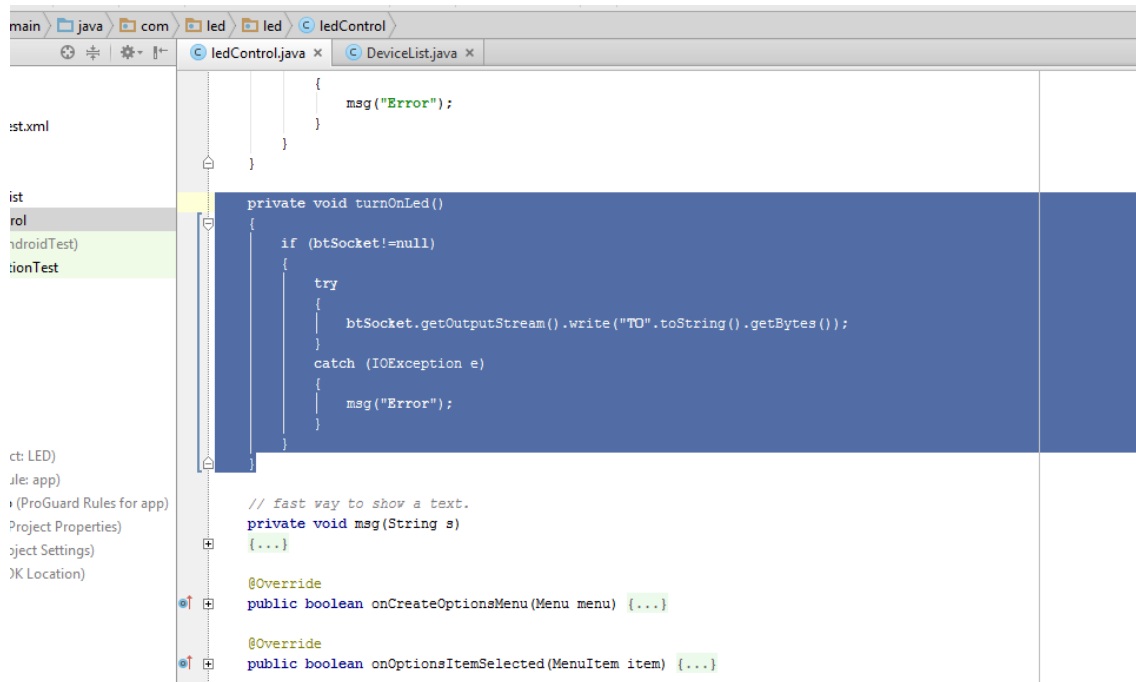 main java com led led ledControl
ledControl.java × DeviceList.java ×
{
msg("Error");
}
}
}
est.xml
ist
rol
ndroidTest)
tionTest
private void turnOnLed()
{
if (btSocket!=null)
{
try
{
btSocket.getOutputStream().write("TO".toString().getBytes());
}
catch (IOException e)
{
msg("Error");
}
}
}
ct: LED)
ule: app)
(ProGuard Rules for app)
Project Properties)
oject Settings)
DK Location)
// fast way to show a text.
private void msg(String s)
{...}
@Override
public boolean onCreateOptionsMenu(Menu menu) {...}
@Override
public boolean onOptionsItemSelected(MenuItem item) {...}